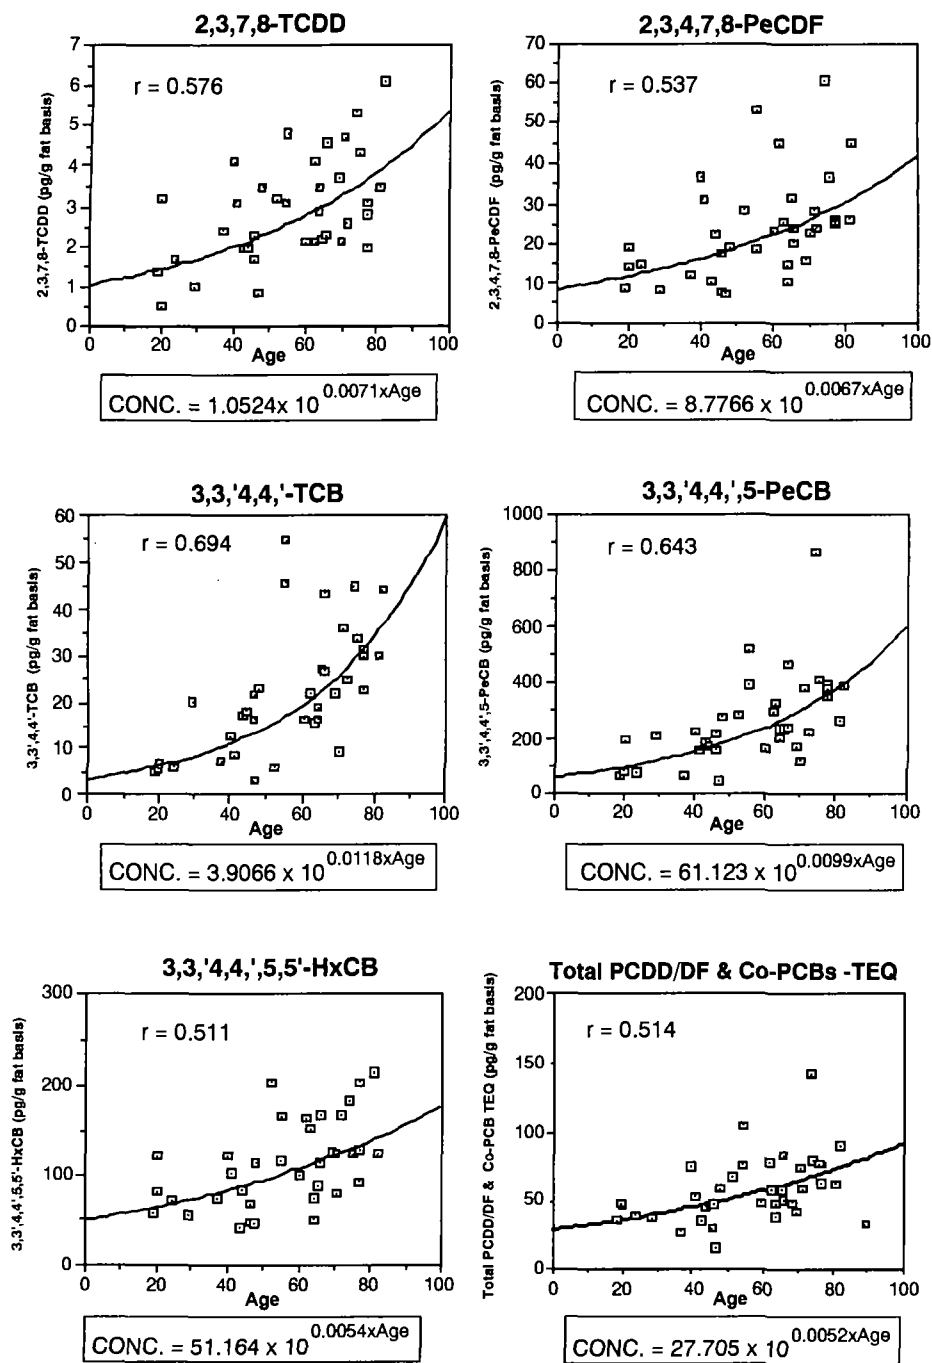 2,3,7,8-TCDD
2,3,7,8-TCDD (pg/g fat basis)
7
6
5
4
3
2
1
0
r = 0.576
0 20 40 60 80 100
Age
CONC. = 1.0524x 10 0.0071xAge
2,3,4,7,8-PeCDF
2,3,4,7,8-PeCDF (pg/g fat basis)
70
60
50
40
30
20
10
0
r = 0.537
0 20 40 60 80 100
Age
CONC. = 8.7766 x 10 0.0067xAge
3,3,'4,4,'-TCB
3,3',4,4'-TCB (pg/g fat basis)
60
50
40
30
20
10
0
r = 0.694
0 20 40 60 80 100
Age
CONC. = 3.9066 x 10 0.0118xAge
3,3,'4,4,',5-PeCB
3,3',4,4',5-PeCB (pg/g fat basis)
1000
800
600
400
200
0
r = 0.643
0 20 40 60 80 100
Age
CONC. = 61.123 x 10 0.0099xAge
3,3,'4,4,',5,5'-HxCB
3,3',4,4',5,5'-HxCB (pg/g fat basis)
300
200
100
0
r = 0.511
0 20 40 60 80 100
Age
CONC. = 51.164 x 10 0.0054xAge
Total PCDD/DF & Co-PCBs -TEQ
Total PCDD/DF & Co-PCB TEQ (pg/g fat basis)
200
150
100
50
0
r = 0.514
0 20 40 60 80 100
Age
CONC. = 27.705 x 10 0.0052xAge